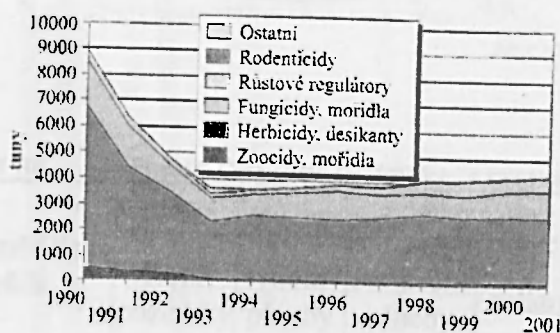 10000
9000
8000
7000
6000
5000
4000
3000
2000
1000
0
tuny
Ostatní
Rodenticidy
Růstové regulátory
Fungicidy, mořidla
Herbicidy, desikanty
Zoocidy, mořidla
1990 1992 1994 1996 1998 2000
1991 1993 1995 1997 1999 2001